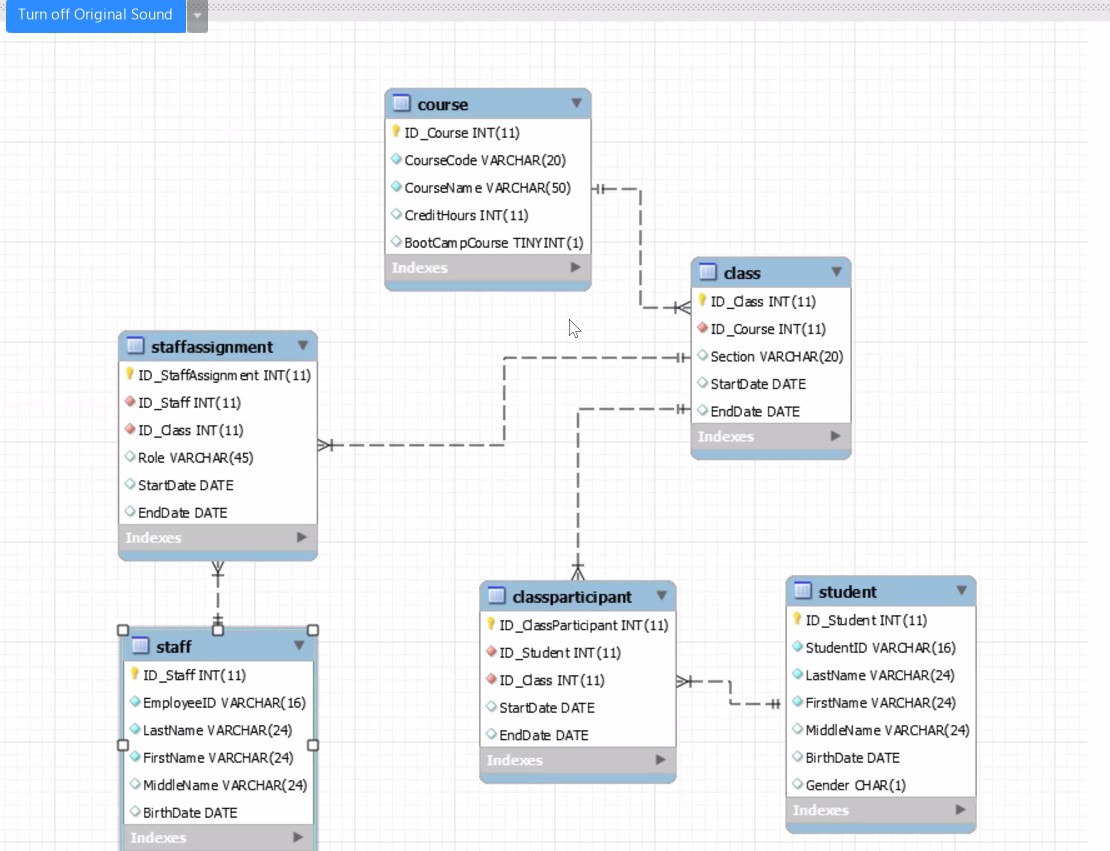 Turn off Original Sound
course
ID_Course INT(11)
CourseCode VARCHAR(20)
CourseName VARCHAR(50)
CreditHours INT(11)
BootCampCourse TINYINT(1)
Indexes
class
ID_Class INT(11)
ID_Course INT(11)
Section VARCHAR(20)
StartDate DATE
EndDate DATE
Indexes
staffassignment
ID_StaffAssignment INT(11)
ID_Staff INT(11)
ID_Class INT(11)
Role VARCHAR(45)
StartDate DATE
EndDate DATE
Indexes
staff
ID_Staff INT(11)
EmployeeID VARCHAR(16)
LastName VARCHAR(24)
FirstName VARCHAR(24)
MiddleName VARCHAR(24)
BirthDate DATE
Indexes
classparticipant
ID_ClassParticipant INT(11)
ID_Student INT(11)
ID_Class INT(11)
StartDate DATE
EndDate DATE
Indexes
student
ID_Student INT(11)
StudentID VARCHAR(16)
LastName VARCHAR(24)
FirstName VARCHAR(24)
MiddleName VARCHAR(24)
BirthDate DATE
Gender CHAR(1)
Indexes